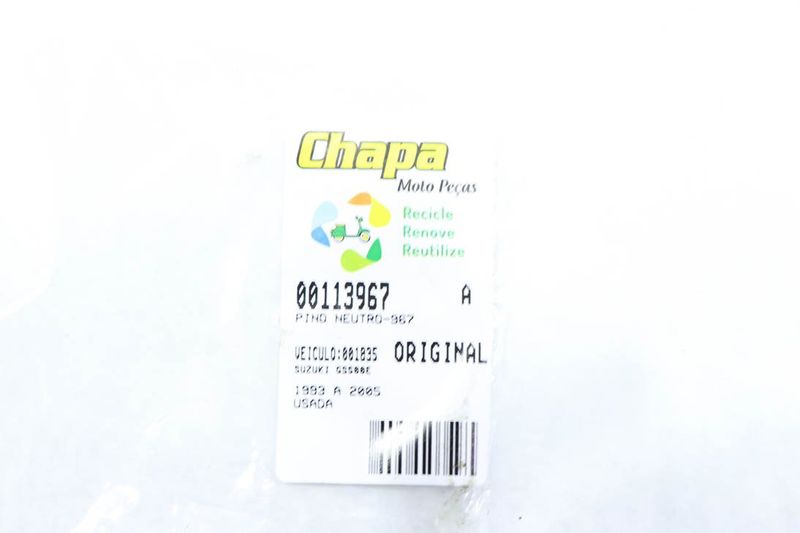 Chapa
Moto Peças
Recicle
Renove
Reutilize
00113967 A
PINO NEUTRO-967
VEICULO:001835 ORIGINAL
SUZUKI GS500E
1993 A 2005
USADA